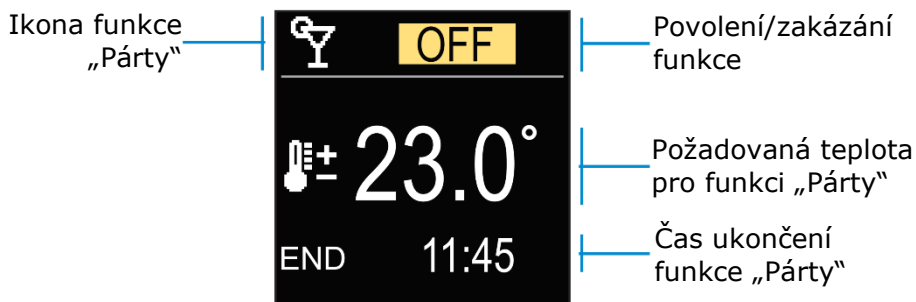 Ikona funkce
„Párty“
OFF
Povolení/zakázání
funkce
23.0°
Požadovaná teplota
pro funkci „Párty“
END 11:45
Čas ukončení
funkce „Párty“